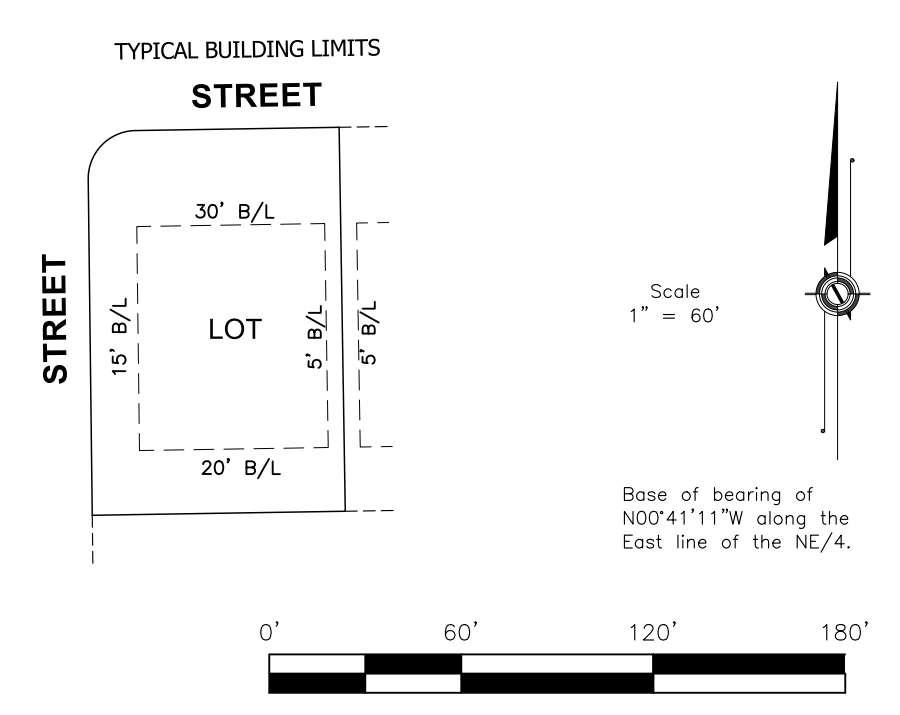 TYPICAL BUILDING LIMITS
STREET
30' B/L
STREET
15' B/L
LOT
5' B/L
5' B/L
20' B/L
Scale
1" = 60'
Base of bearing of
N00°41'11"W along the
East line of the NE/4.
0' 60' 120' 180'